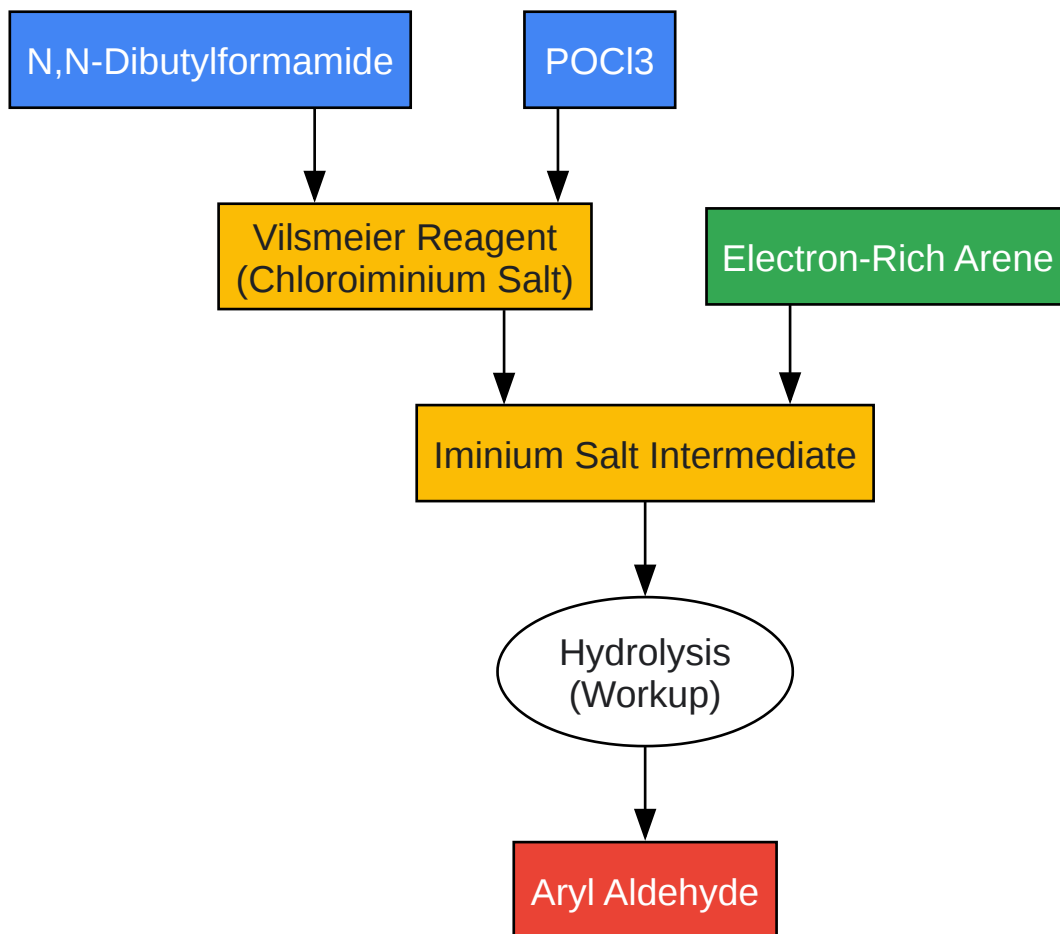 N,N-Dibutylformamide
POCl3
Vilsmeier Reagent
(Chloroiminium Salt)
Electron-Rich Arene
Iminium Salt Intermediate
Hydrolysis
(Workup)
Aryl Aldehyde